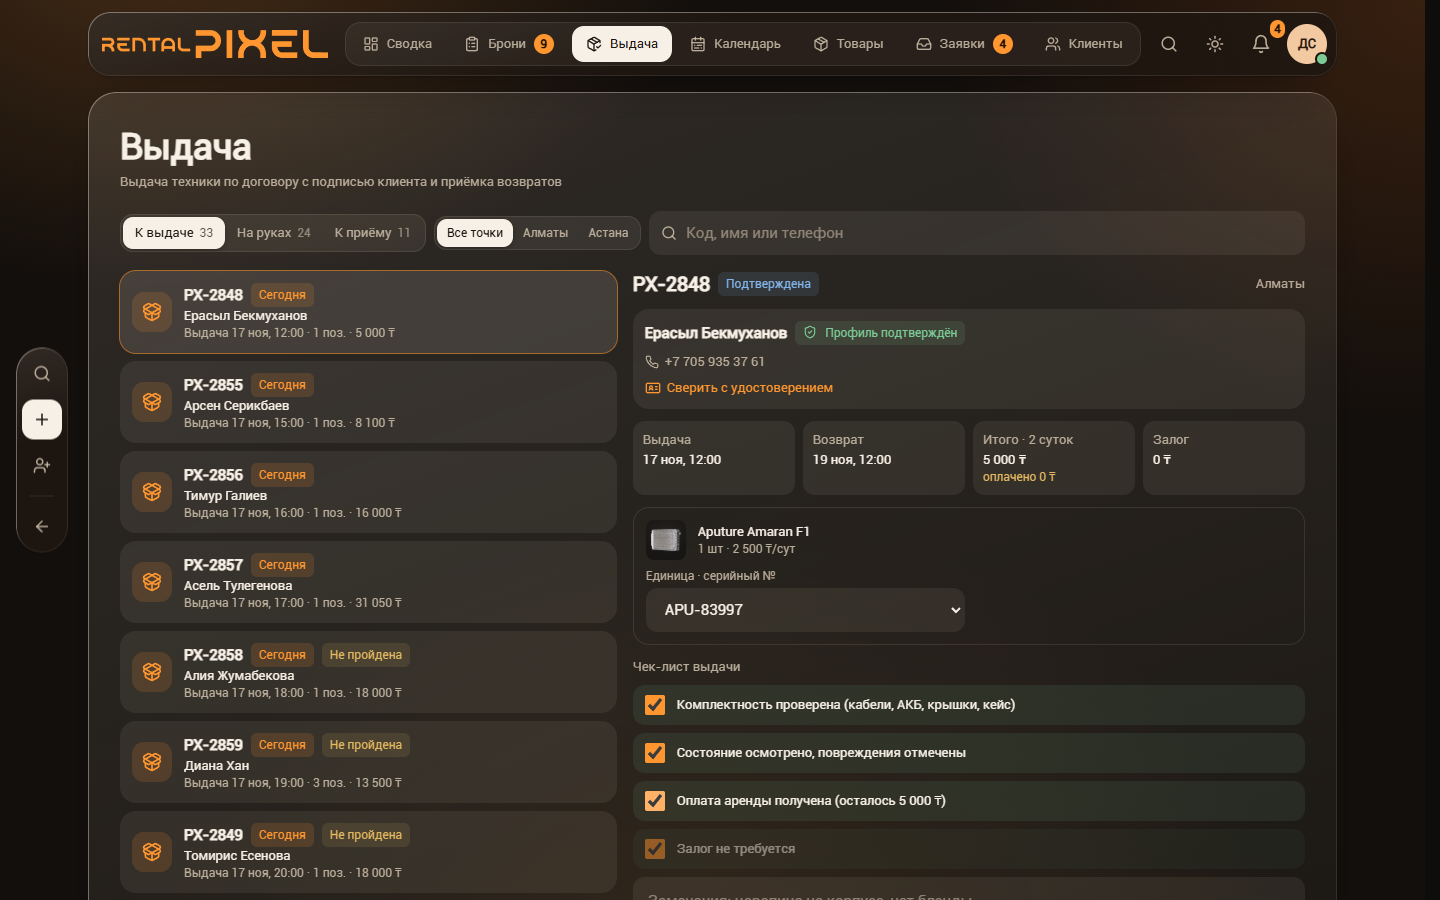 RENTAL PIXEL
Сводка
Брони 9
Выдача
Календарь
Товары
Заявки 4
Клиенты
4
ДС
Выдача
Выдача техники по договору с подписью клиента и приёмка возвратов
К выдаче 33
На руках 24
К приёму 11
Все точки
Алматы
Астана
Код, имя или телефон
PX-2848 Сегодня
Ерасыл Бекмуханов
Выдача 17 ноя, 12:00 · 1 поз. · 5 000 ₸
PX-2855 Сегодня
Арсен Серикбаев
Выдача 17 ноя, 15:00 · 1 поз. · 8 100 ₸
PX-2856 Сегодня
Тимур Галиев
Выдача 17 ноя, 16:00 · 1 поз. · 16 000 ₸
PX-2857 Сегодня
Асель Тулегенова
Выдача 17 ноя, 17:00 · 1 поз. · 31 050 ₸
PX-2858 Сегодня Не пройдена
Алия Жумабекова
Выдача 17 ноя, 18:00 · 1 поз. · 18 000 ₸
PX-2859 Сегодня Не пройдена
Диана Хан
Выдача 17 ноя, 19:00 · 3 поз. · 13 500 ₸
PX-2849 Сегодня Не пройдена
Томирис Есенова
Выдача 17 ноя, 20:00 · 1 поз. · 18 000 ₸
PX-2848 Подтверждена
Алматы
Ерасыл Бекмуханов Профиль подтверждён
+7 705 935 37 61
Сверить с удостоверением
Выдача
17 ноя, 12:00
Возврат
19 ноя, 12:00
Итого · 2 суток
5 000 ₸
оплачено 0 ₸
Залог
0 ₸
Aputure Amaran F1
1 шт · 2 500 ₸/сут
Единица · серийный №
APU-83997
Чек-лист выдачи
Комплектность проверена (кабели, АКБ, крышки, кейс)
Состояние осмотрено, повреждения отмечены
Оплата аренды получена (осталось 5 000 ₸)
Залог не требуется